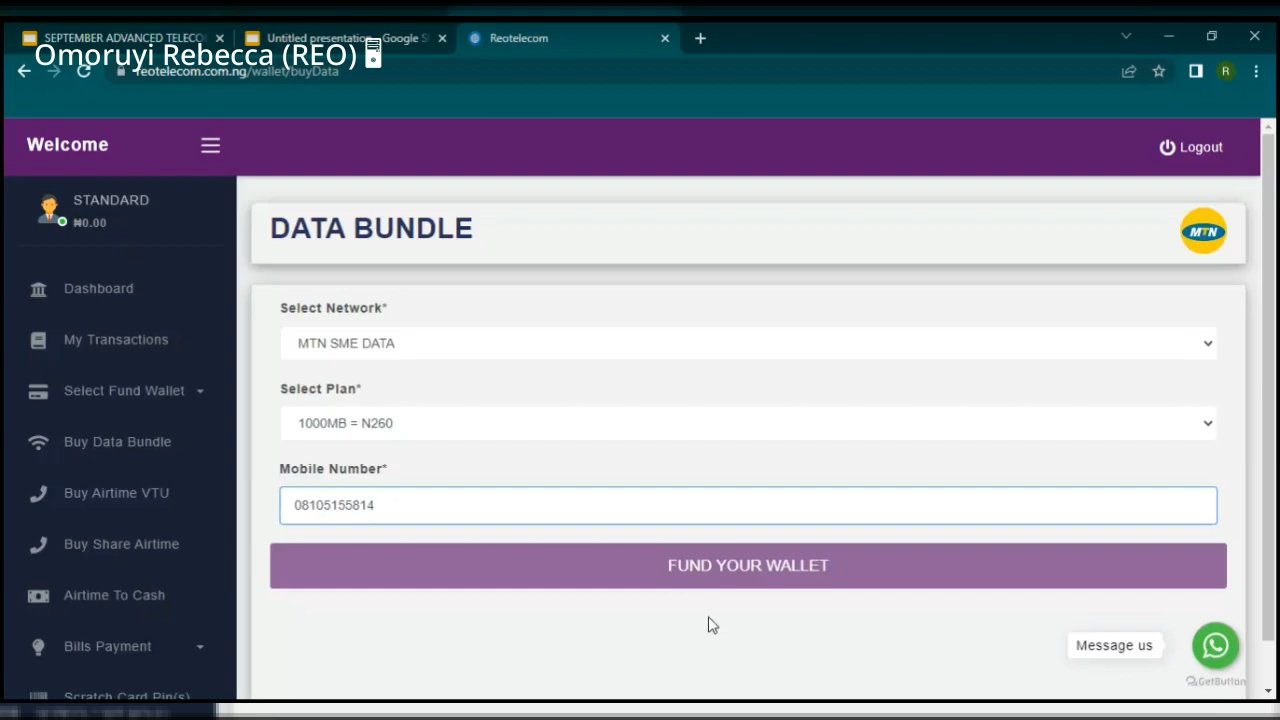 SEPTEMBER ADVANCED TELECO
Untitled presentation - Google S
Reotelecom
Omoruyi Rebecca (REO)
reotelecom.com.ng/wallet/buyData
R
Welcome
Logout
STANDARD
₦0.00
DATA BUNDLE
MTN
Dashboard
My Transactions
Select Fund Wallet
Buy Data Bundle
Buy Airtime VTU
Buy Share Airtime
Airtime To Cash
Bills Payment
Scratch Card Pin(s)
Select Network*
MTN SME DATA
Select Plan*
1000MB = N260
Mobile Number*
08105155814
FUND YOUR WALLET
Message us
GetButton